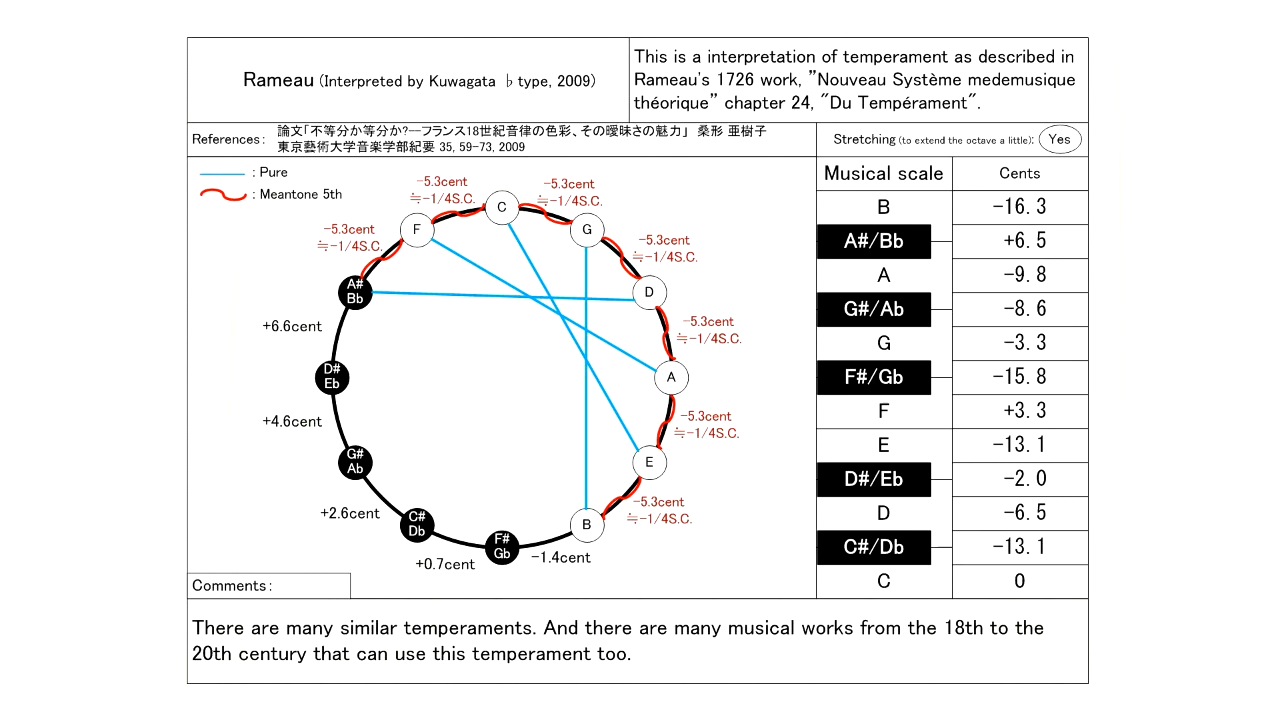 Rameau (Interpreted by Kuwagata ♭type, 2009)
This is a interpretation of temperament as described in
Rameau's 1726 work, ”Nouveau Système medemusique
théorique” chapter 24, "Du Tempérament".
References:
論文「不等分か等分か?--フランス18世紀音律の色彩、その曖昧さの魅力」 桑形 亜樹子
東京藝術大学音楽学部紀要 35, 59-73, 2009
Stretching (to extend the octave a little): Yes
: Pure
: Meantone 5th
-5.3cent
≒-1/4S.C.
-5.3cent
≒-1/4S.C.
-5.3cent
≒-1/4S.C.
-5.3cent
≒-1/4S.C.
-5.3cent
≒-1/4S.C.
-5.3cent
≒-1/4S.C.
-5.3cent
≒-1/4S.C.
C
G
D
A
E
B
F#
Gb
C#
Db
G#
Ab
D#
Eb
A#
Bb
F
-1.4cent
+0.7cent
+2.6cent
+4.6cent
+6.6cent
Musical scale Cents
B -16.3
A#/Bb +6.5
A -9.8
G#/Ab -8.6
G -3.3
F#/Gb -15.8
F +3.3
E -13.1
D#/Eb -2.0
D -6.5
C#/Db -13.1
C 0
Comments:
There are many similar temperaments. And there are many musical works from the 18th to the
20th century that can use this temperament too.